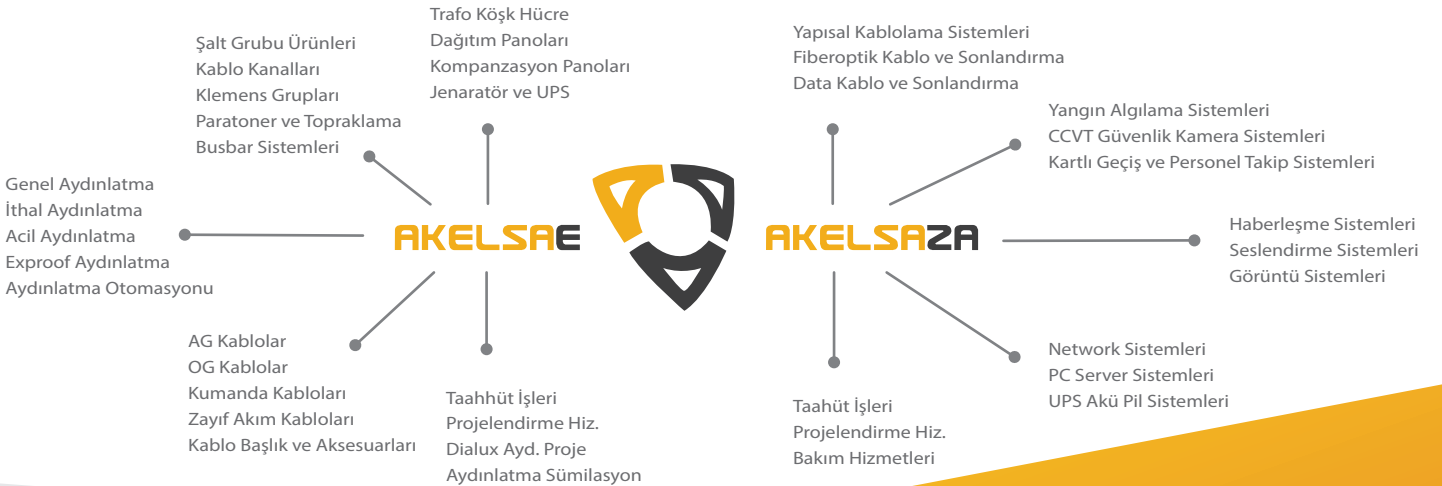 Trafo Köşk Hücre
Dağıtım Panoları
Kompanzasyon Panoları
Jenaratör ve UPS
Şalt Grubu Ürünleri
Kablo Kanalları
Klemens Grupları
Paratoner ve Topraklama
Busbar Sistemleri
Genel Aydınlatma
İthal Aydınlatma
Acil Aydınlatma
Exproof Aydınlatma
Aydınlatma Otomasyonu
AKELSAE
AG Kablolar
OG Kablolar
Kumanda Kabloları
Zayıf Akım Kabloları
Kablo Başlık ve Aksesuarları
Taahhüt İşleri
Projelendirme Hiz.
Dialux Ayd. Proje
Aydınlatma Sümilasyon
Yapısal Kablolama Sistemleri
Fiberoptik Kablo ve Sonlandırma
Data Kablo ve Sonlandırma
Yangın Algılama Sistemleri
CCVT Güvenlik Kamera Sistemleri
Kartlı Geçiş ve Personel Takip Sistemleri
AKELSAZA
Haberleşme Sistemleri
Seslendirme Sistemleri
Görüntü Sistemleri
Network Sistemleri
PC Server Sistemleri
UPS Akü Pil Sistemleri
Taahüt İşleri
Projelendirme Hiz.
Bakım Hizmetleri